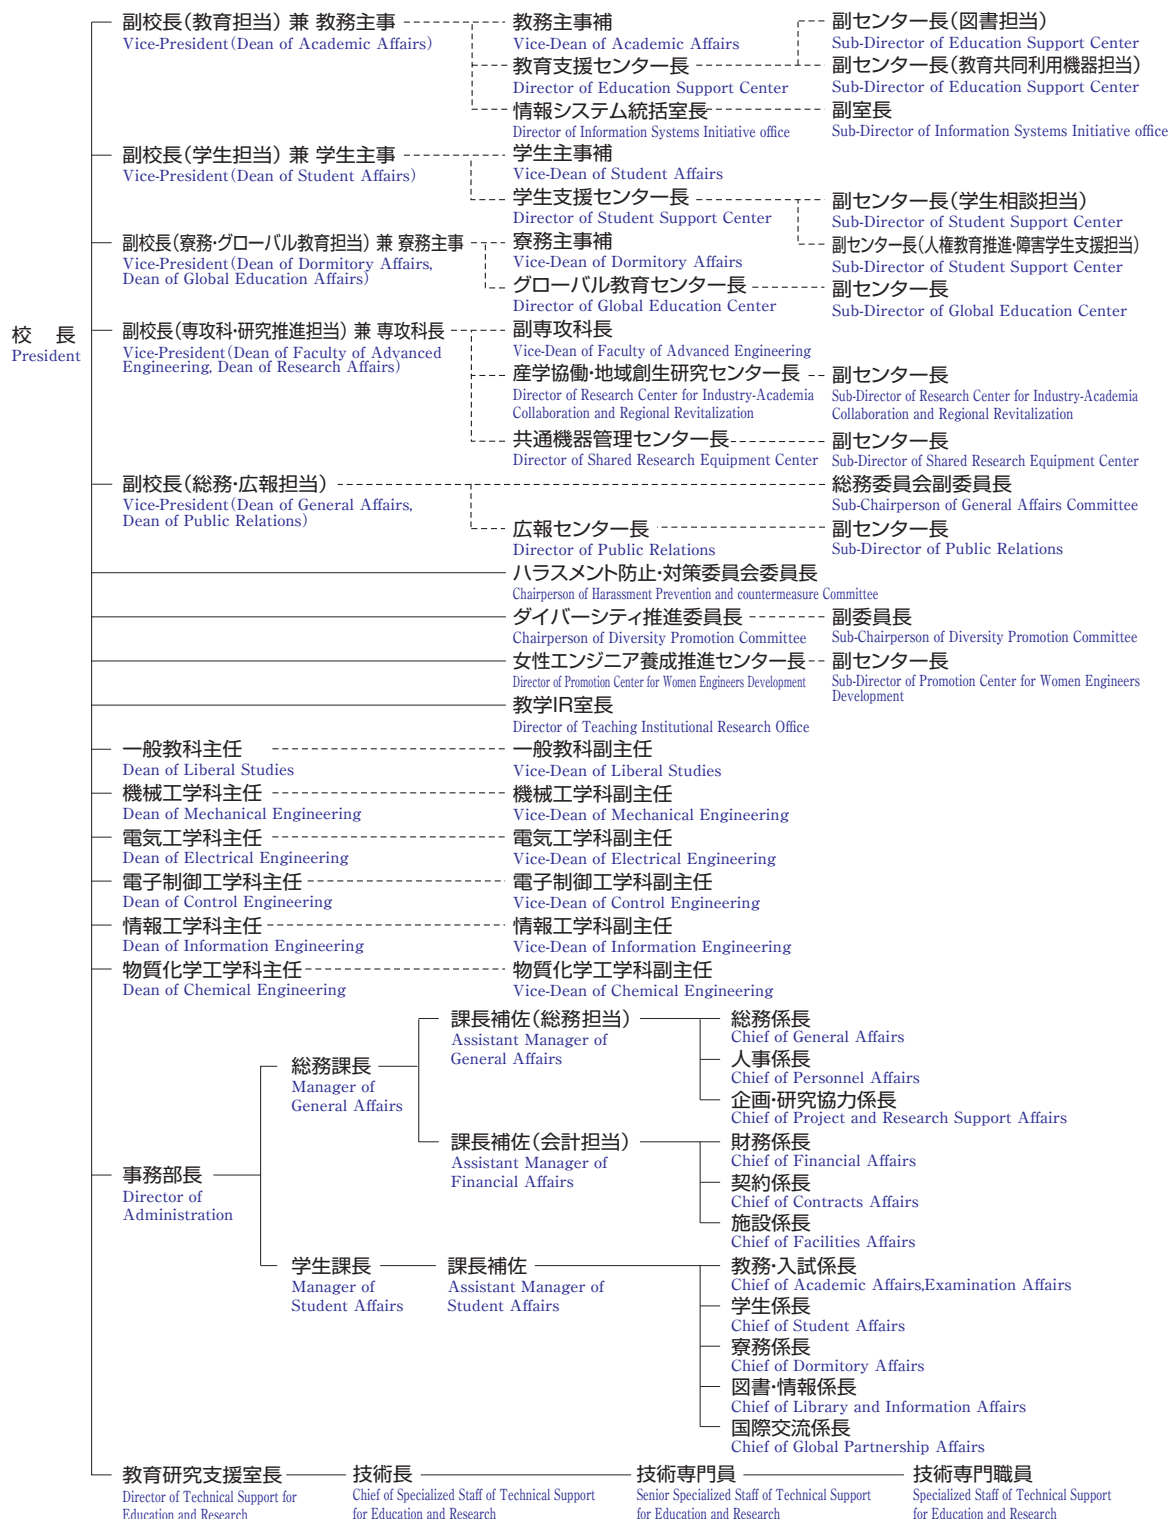 副校長(教育担当) 兼 教務主事
Vice-President(Dean of Academic Affairs)
教務主事補
Vice-Dean of Academic Affairs
副センター長(図書担当)
Sub-Director of Education Support Center
教育支援センター長
Director of Education Support Center
副センター長(教育共同利用機器担当)
Sub-Director of Education Support Center
情報システム統括室長
Director of Information Systems Initiative office
副室長
Sub-Director of Information Systems Initiative office
副校長(学生担当) 兼 学生主事
Vice-President(Dean of Student Affairs)
学生主事補
Vice-Dean of Student Affairs
学生支援センター長
Director of Student Support Center
副センター長(学生相談担当)
Sub-Director of Student Support Center
副センター長(人権教育推進・障害学生支援担当)
Sub-Director of Student Support Center
副校長(寮務・グローバル教育担当) 兼 寮務主事
Vice-President(Dean of Dormitory Affairs,
Dean of Global Education Affairs)
寮務主事補
Vice-Dean of Dormitory Affairs
グローバル教育センター長
Director of Global Education Center
副センター長
Sub-Director of Global Education Center
校 長
President
副校長(専攻科・研究推進担当) 兼 専攻科長
Vice-President(Dean of Faculty of Advanced
Engineering, Dean of Research Affairs)
副専攻科長
Vice-Dean of Faculty of Advanced Engineering
産学協働・地域創生研究センター長
Director of Research Center for Industry-Academia
Collaboration and Regional Revitalization
副センター長
Sub-Director of Research Center for Industry-Academia
Collaboration and Regional Revitalization
共通機器管理センター長
Director of Shared Research Equipment Center
副センター長
Sub-Director of Shared Research Equipment Center
副校長(総務・広報担当)
Vice-President(Dean of General Affairs,
Dean of Public Relations)
総務委員会副委員長
Sub-Chairperson of General Affairs Committee
広報センター長
Director of Public Relations
副センター長
Sub-Director of Public Relations
ハラスメント防止・対策委員会委員長
Chairperson of Harassment Prevention and countermeasure Committee
ダイバーシティ推進委員長
Chairperson of Diversity Promotion Committee
副委員長
Sub-Chairperson of Diversity Promotion Committee
女性エンジニア養成推進センター長
Director of Promotion Center for Women Engineers Development
副センター長
Sub-Director of Promotion Center for Women Engineers
Development
教学IR室長
Director of Teaching Institutional Research Office
一般教科主任
Dean of Liberal Studies
一般教科副主任
Vice-Dean of Liberal Studies
機械工学科主任
Dean of Mechanical Engineering
機械工学科副主任
Vice-Dean of Mechanical Engineering
電気工学科主任
Dean of Electrical Engineering
電気工学科副主任
Vice-Dean of Electrical Engineering
電子制御工学科主任
Dean of Control Engineering
電子制御工学科副主任
Vice-Dean of Control Engineering
情報工学科主任
Dean of Information Engineering
情報工学科副主任
Vice-Dean of Information Engineering
物質化学工学科主任
Dean of Chemical Engineering
物質化学工学科副主任
Vice-Dean of Chemical Engineering
事務部長
Director of
Administration
総務課長
Manager of
General Affairs
課長補佐(総務担当)
Assistant Manager of
General Affairs
総務係長
Chief of General Affairs
人事係長
Chief of Personnel Affairs
企画・研究協力係長
Chief of Project and Research Support Affairs
課長補佐(会計担当)
Assistant Manager of
Financial Affairs
財務係長
Chief of Financial Affairs
契約係長
Chief of Contracts Affairs
施設係長
Chief of Facilities Affairs
学生課長
Manager of
Student Affairs
課長補佐
Assistant Manager of
Student Affairs
教務・入試係長
Chief of Academic Affairs,Examination Affairs
学生係長
Chief of Student Affairs
寮務係長
Chief of Dormitory Affairs
図書・情報係長
Chief of Library and Information Affairs
国際交流係長
Chief of Global Partnership Affairs
教育研究支援室長
Director of Technical Support for
Education and Research
技術長
Chief of Specialized Staff of Technical Support
for Education and Research
技術専門員
Senior Specialized Staff of Technical Support
for Education and Research
技術専門職員
Specialized Staff of Technical Support
for Education and Research